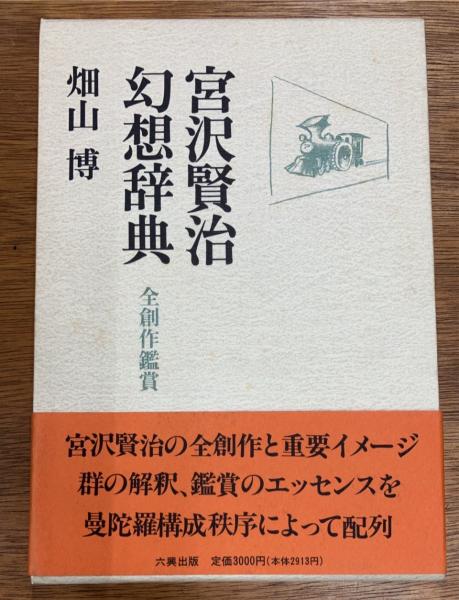 宮沢賢治
幻想辞典
全創作鑑賞
畑山 博
宮沢賢治の全創作と重要イメージ
群の解釈、鑑賞のエッセンスを
曼陀羅構成秩序によって配列
六興出版 定価3000円(本体2913円)